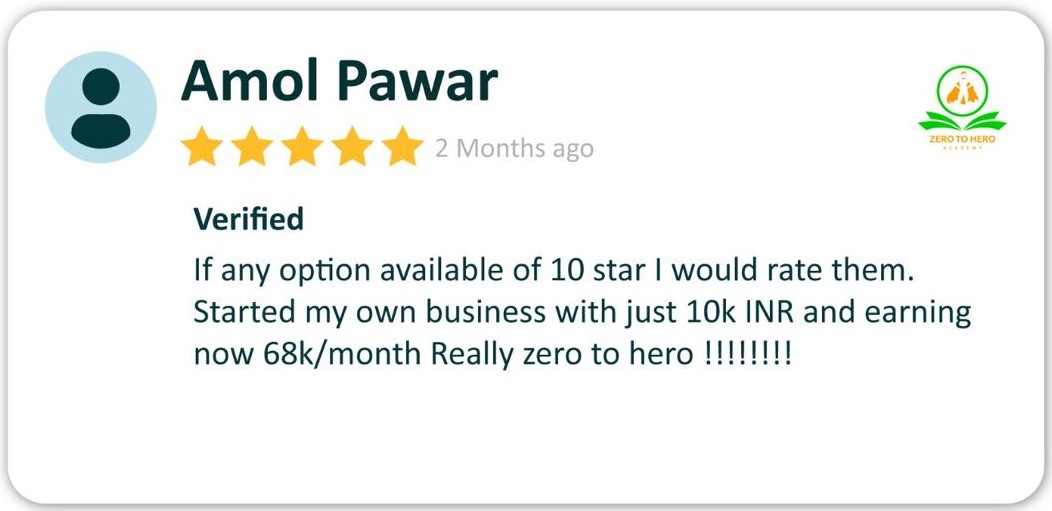 Amol Pawar
2 Months ago
ZERO TO HERO
ACADEMY
Verified
If any option available of 10 star I would rate them.
Started my own business with just 10k INR and earning
now 68k/month Really zero to hero !!!!!!!!